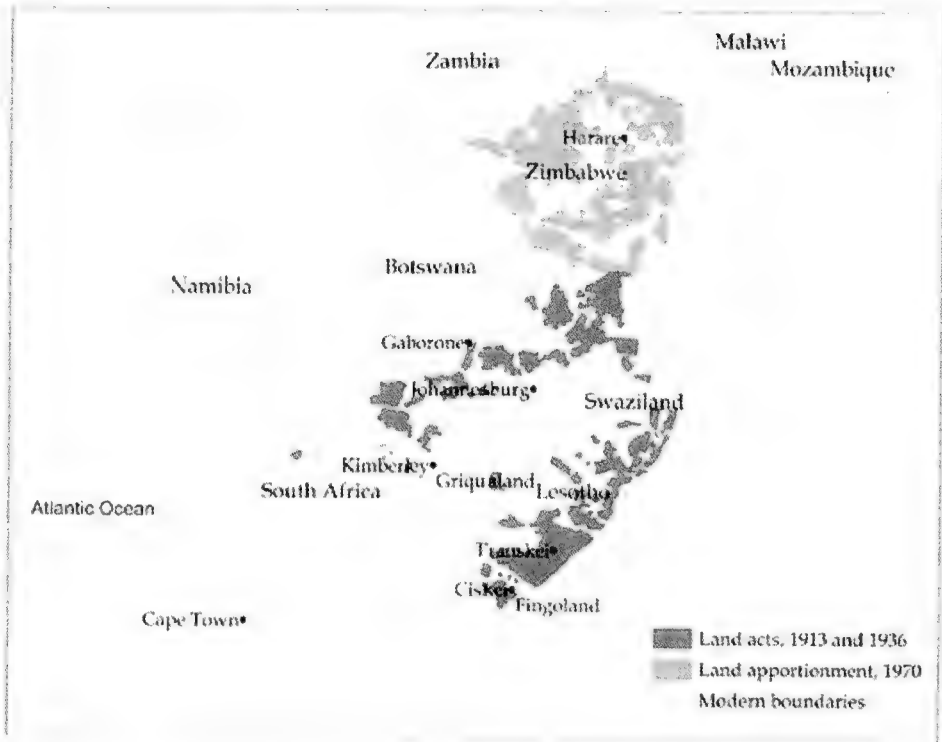 Malawi
Zambia
Mozambique
Harare
Zimbabwe
Botswana
Namibia
Gaborone
Johannesburg
Swaziland
Kimberley
Griqualand
South Africa
Lesotho
Atlantic Ocean
Transkei
Ciskei
Fingoland
Cape Town
Land acts, 1913 and 1936
Land apportionment, 1970
Modern boundaries